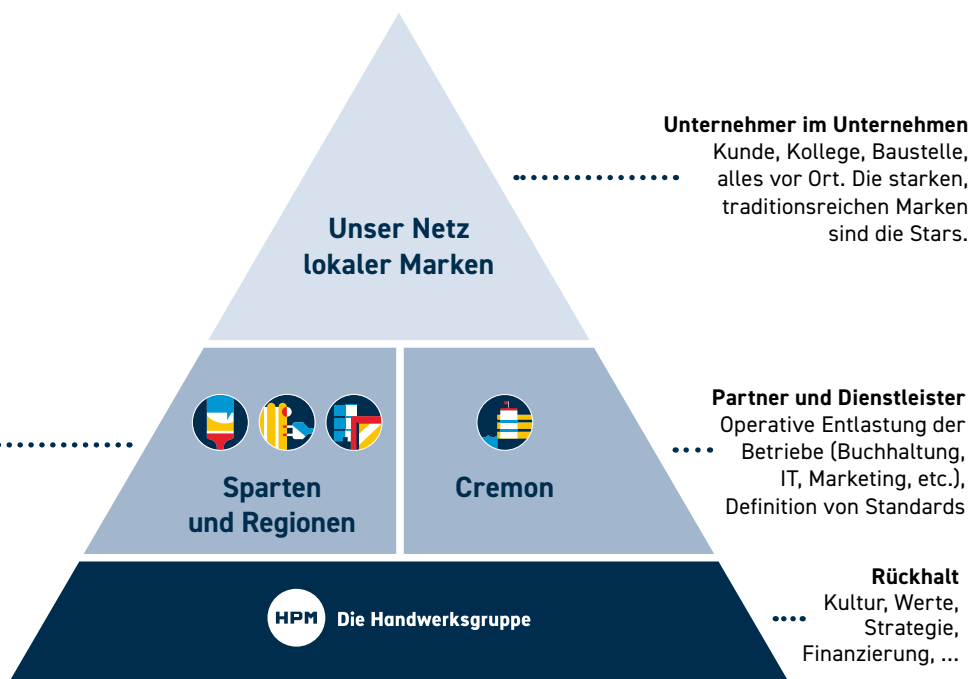 Unternehmer im Unternehmen
Kunde, Kollege, Baustelle,
alles vor Ort. Die starken,
traditionsreichen Marken
sind die Stars.
Unser Netz
lokaler Marken
Sparten
und Regionen
Cremon
Partner und Dienstleister
Operative Entlastung der
Betriebe (Buchhaltung,
IT, Marketing, etc.),
Definition von Standards
HPM Die Handwerksgruppe
Rückhalt
Kultur, Werte,
Strategie,
Finanzierung, ...